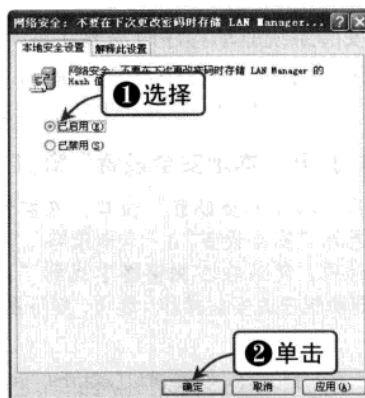 网络安全: 不要在下次更改密码时存储 LAN Manager...
本地安全设置 解释此设置
网络安全: 不要在下次更改密码时存储 LAN Manager 的
Hash 值
❶选择
已启用(E)
已禁用(S)
❷单击
确定 取消 应用(A)